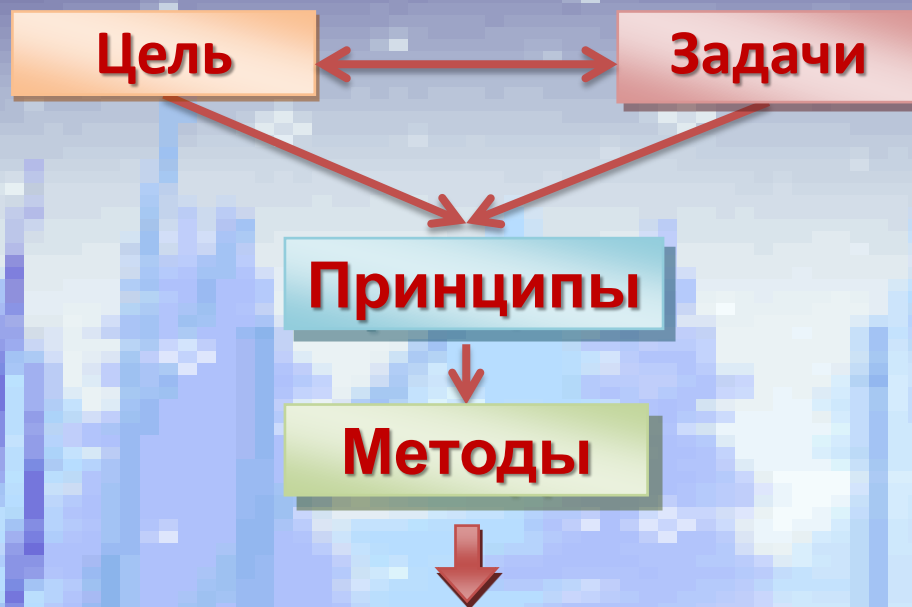 Цель
Задачи
Принципы
Методы